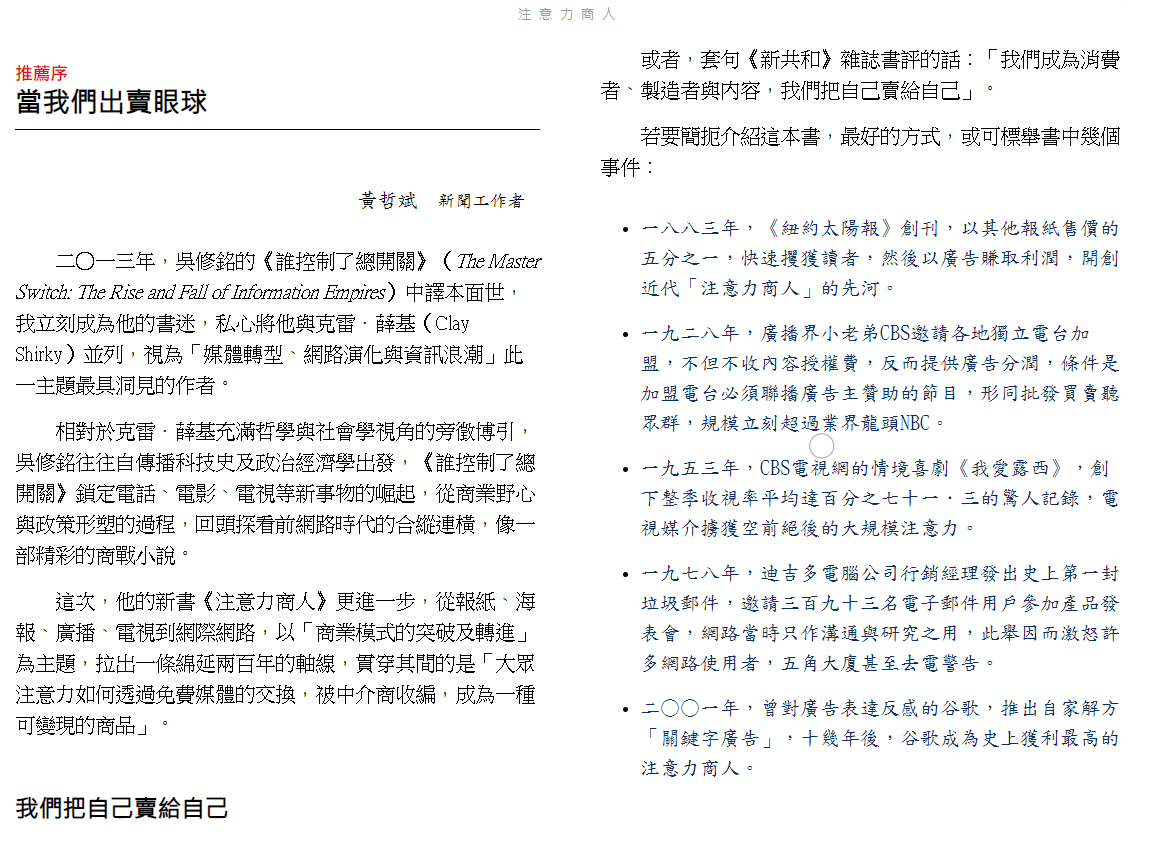 注意力商人
推薦序
當我們出賣眼球
黃哲斌　新聞工作者
二〇一三年，吳修銘的《誰控制了總開關》（The Master
Switch: The Rise and Fall of Information Empires）中譯本面世，
我立刻成為他的書迷，私心將他與克雷．薛基（Clay
Shirky）並列，視為「媒體轉型、網路演化與資訊浪潮」此
一主題最具洞見的作者。
相對於克雷．薛基充滿哲學與社會學視角的旁徵博引，
吳修銘往往自傳播科技史及政治經濟學出發，《誰控制了總
開關》鎖定電話、電影、電視等新事物的崛起，從商業野心
與政策形塑的過程，回頭探看前網路時代的合縱連橫，像一
部精彩的商戰小說。
這次，他的新書《注意力商人》更進一步，從報紙、海
報、廣播、電視到網際網路，以「商業模式的突破及轉進」
為主題，拉出一條綿延兩百年的軸線，貫穿其間的是「大眾
注意力如何透過免費媒體的交換，被中介商收編，成為一種
可變現的商品」。
我們把自己賣給自己
或者，套句《新共和》雜誌書評的話：「我們成為消費
者、製造者與內容，我們把自己賣給自己」。
若要簡扼介紹這本書，最好的方式，或可標舉書中幾個
事件：
• 一八八三年，《紐約太陽報》創刊，以其他報紙售價的
五分之一，快速攫獲讀者，然後以廣告賺取利潤，開創
近代「注意力商人」的先河。
• 一九二八年，廣播界小老弟CBS邀請各地獨立電台加
盟，不但不收內容授權費，反而提供廣告分潤，條件是
加盟電台必須聯播廣告主贊助的節目，形同批發買賣聽
眾群，規模立刻超過業界龍頭NBC。
• 一九五三年，CBS電視網的情境喜劇《我愛露西》，創
下整季收視率平均達百分之七十一．三的驚人記錄，電
視媒介擄獲空前絕後的大規模注意力。
• 一九七八年，迪吉多電腦公司行銷經理發出史上第一封
垃圾郵件，邀請三百九十三名電子郵件用戶參加產品發
表會，網路當時只作溝通與研究之用，此舉因而激怒許
多網路使用者，五角大廈甚至去電警告。
• 二〇〇一年，曾對廣告表達反感的谷歌，推出自家解方
「關鍵字廣告」，十幾年後，谷歌成為史上獲利最高的
注意力商人。